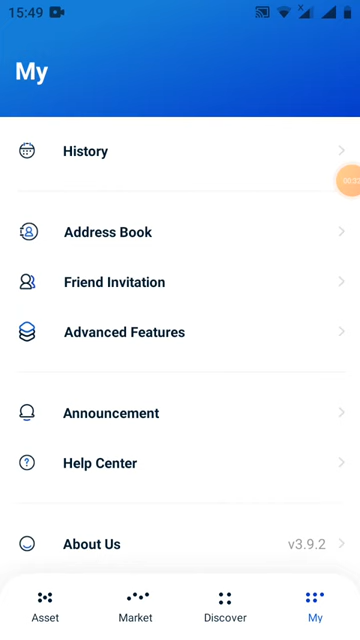 15:49
My
History
Address Book
Friend Invitation
Advanced Features
Announcement
Help Center
About Us v3.9.2
Asset Market Discover My